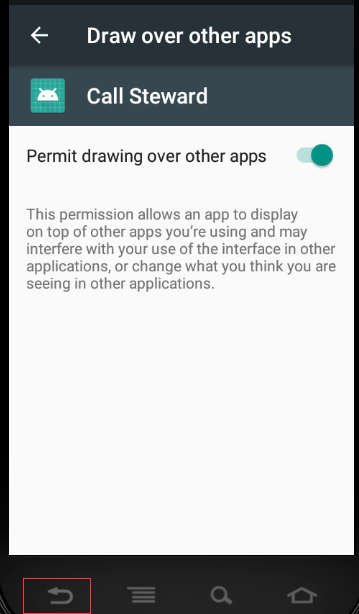 Draw over other apps
Call Steward
Permit drawing over other apps
This permission allows an app to display
on top of other apps you’re using and may
interfere with your use of the interface in other
applications, or change what you think you are
seeing in other applications.